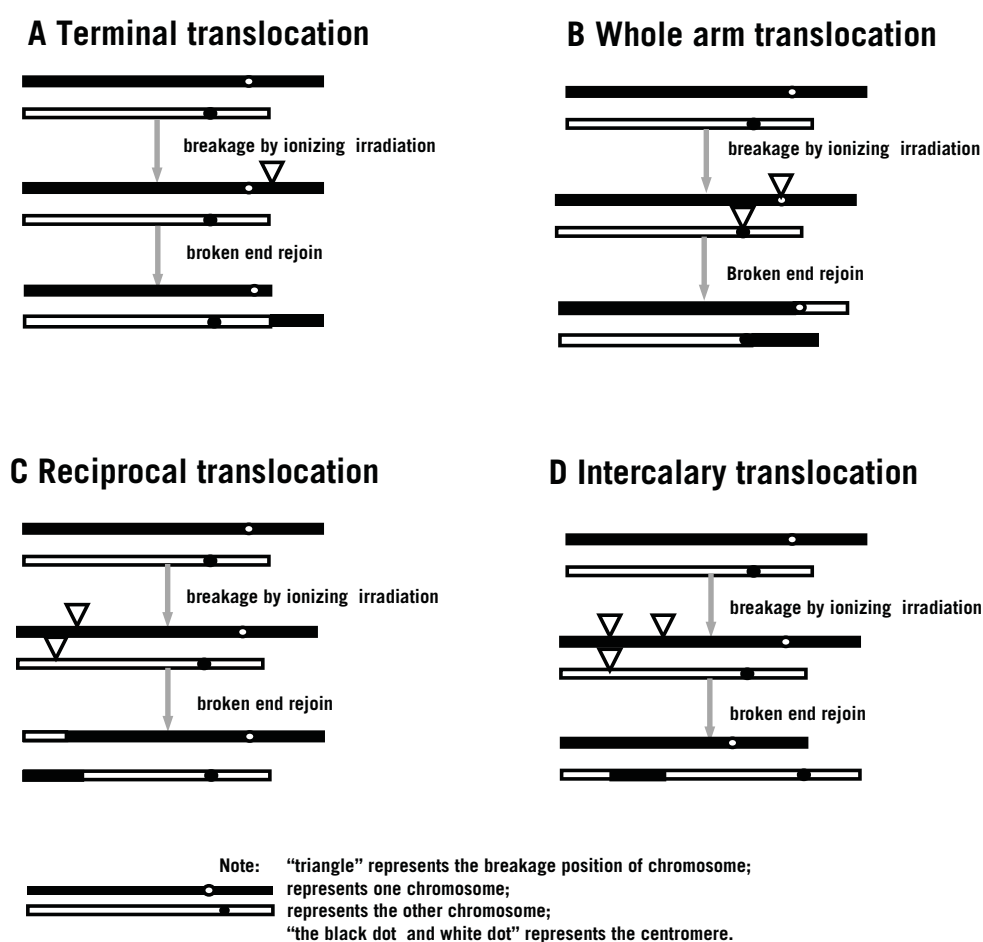 A Terminal translocation
breakage by ionizing irradiation
broken end rejoin
B Whole arm translocation
breakage by ionizing irradiation
Broken end rejoin
C Reciprocal translocation
breakage by ionizing irradiation
broken end rejoin
D Intercalary translocation
breakage by ionizing irradiation
broken end rejoin
Note: “triangle” represents the breakage position of chromosome;
represents one chromosome;
represents the other chromosome;
“the black dot and white dot” represents the centromere.